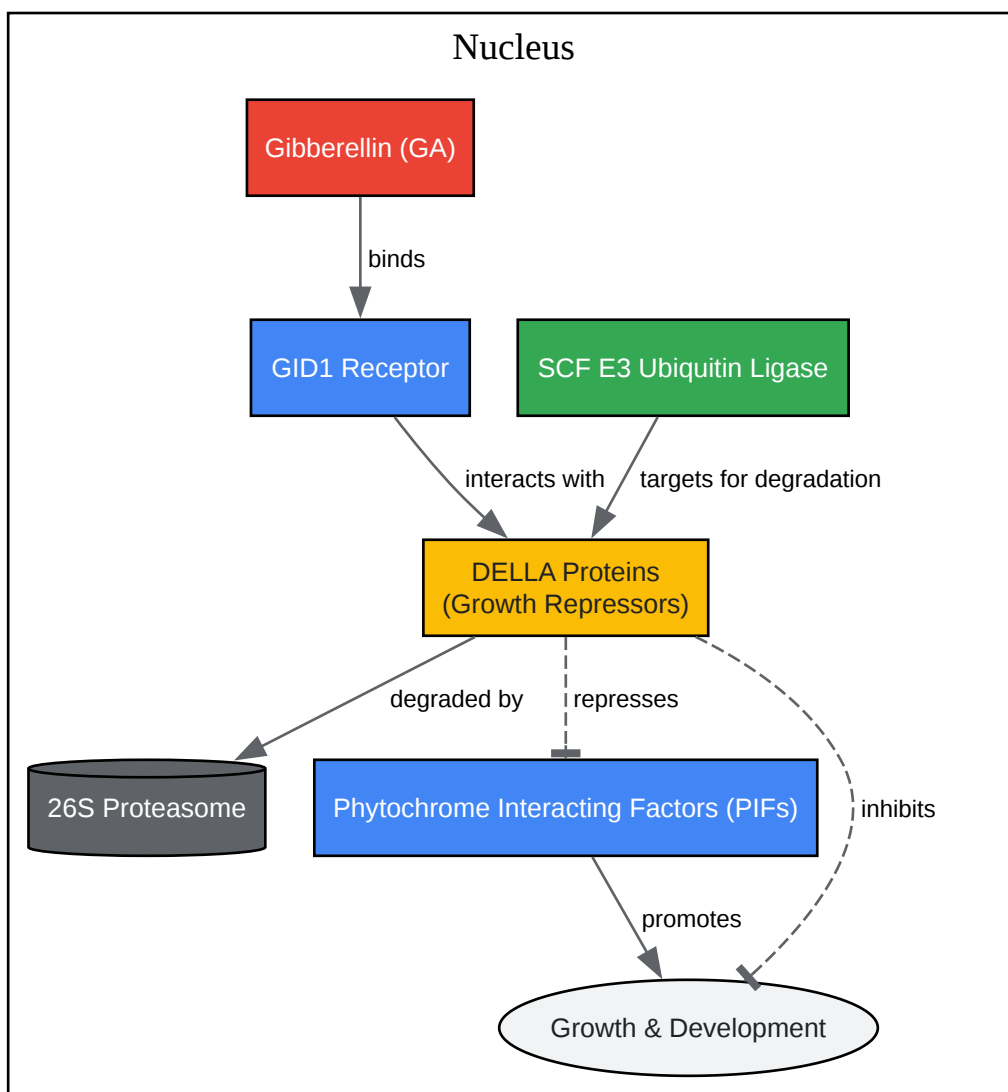 Nucleus
Gibberellin (GA)
binds
GID1 Receptor
SCF E3 Ubiquitin Ligase
interacts with
targets for degradation
DELLA Proteins
(Growth Repressors)
degraded by
represses
26S Proteasome
Phytochrome Interacting Factors (PIFs)
inhibits
promotes
Growth & Development